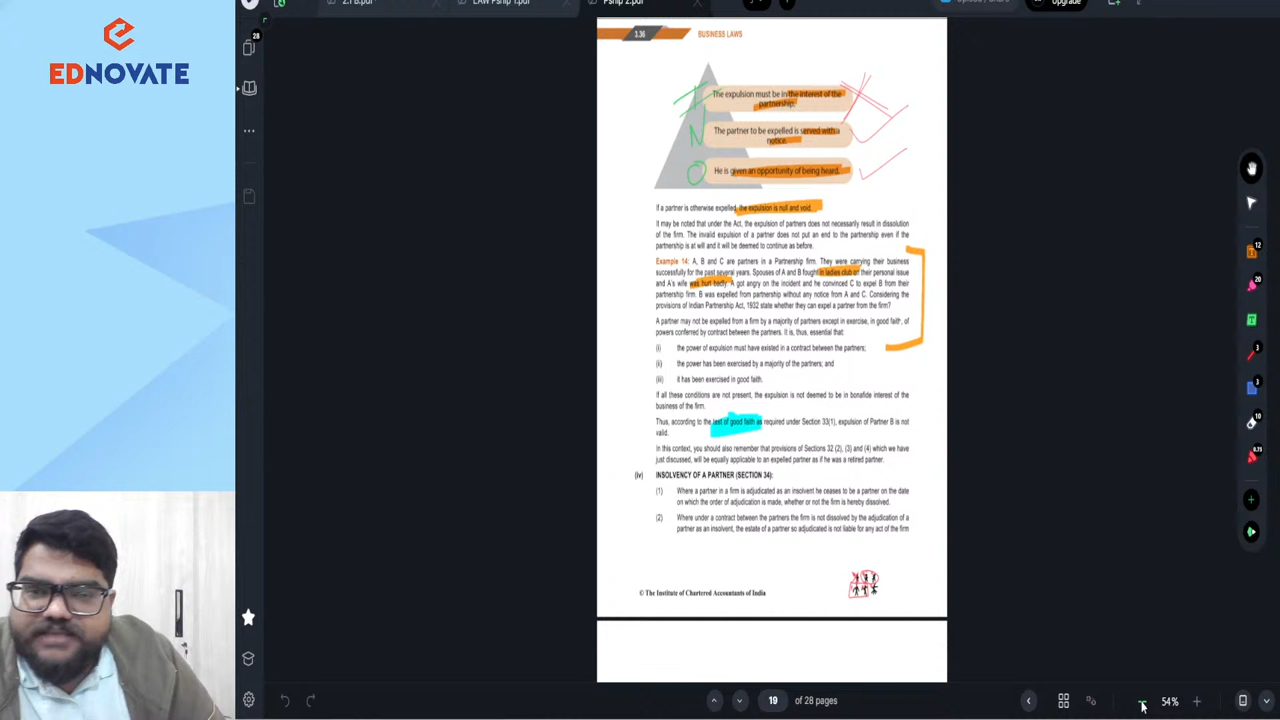 28
EDNOVATE
LAW Pship 1.pdf
Pship 2.pdf
Upgrade
3.36
BUSINESS LAWS
The expulsion must be in the interest of the
partnership.
The partner to be expelled is served with a
notice.
He is given an opportunity of being heard.
I
N
O
If a partner is otherwise expelled, the expulsion is null and void.
It may be noted that under the Act, the expulsion of partners does not necessarily result in dissolution
of the firm. The invalid expulsion of a partner does not put an end to the partnership even if the
partnership is at will and it will be deemed to continue as before.
Example 14: A, B and C are partners in a Partnership firm. They were carrying their business
successfully for the past several years. Spouses of A and B fought in ladies club on their personal issue
and A's wife was hurt badly. A got angry on the incident and he convinced C to expel B from their
partnership firm. B was expelled from partnership without any notice from A and C. Considering the
provisions of Indian Partnership Act, 1932 state whether they can expel a partner from the firm?
A partner may not be expelled from a firm by a majority of partners except in exercise, in good faith, of
powers conferred by contract between the partners. It is, thus, essential that:
(i) the power of expulsion must have existed in a contract between the partners;
(ii) the power has been exercised by a majority of the partners; and
(iii) it has been exercised in good faith.
If all these conditions are not present, the expulsion is not deemed to be in bonafide interest of the
business of the firm.
Thus, according to the test of good faith as required under Section 33(1), expulsion of Partner B is not
valid.
In this context, you should also remember that provisions of Sections 32 (2), (3) and (4) which we have
just discussed, will be equally applicable to an expelled partner as if he was a retired partner.
(iv) INSOLVENCY OF A PARTNER (SECTION 34):
(1) Where a partner in a firm is adjudicated as an insolvent he ceases to be a partner on the date
on which the order of adjudication is made, whether or not the firm is hereby dissolved.
(2) Where under a contract between the partners the firm is not dissolved by the adjudication of a
partner as an insolvent, the estate of a partner so adjudicated is not liable for any act of the firm
© The Institute of Chartered Accountants of India
12
20
3
3
10
0.75
19 of 28 pages
54%